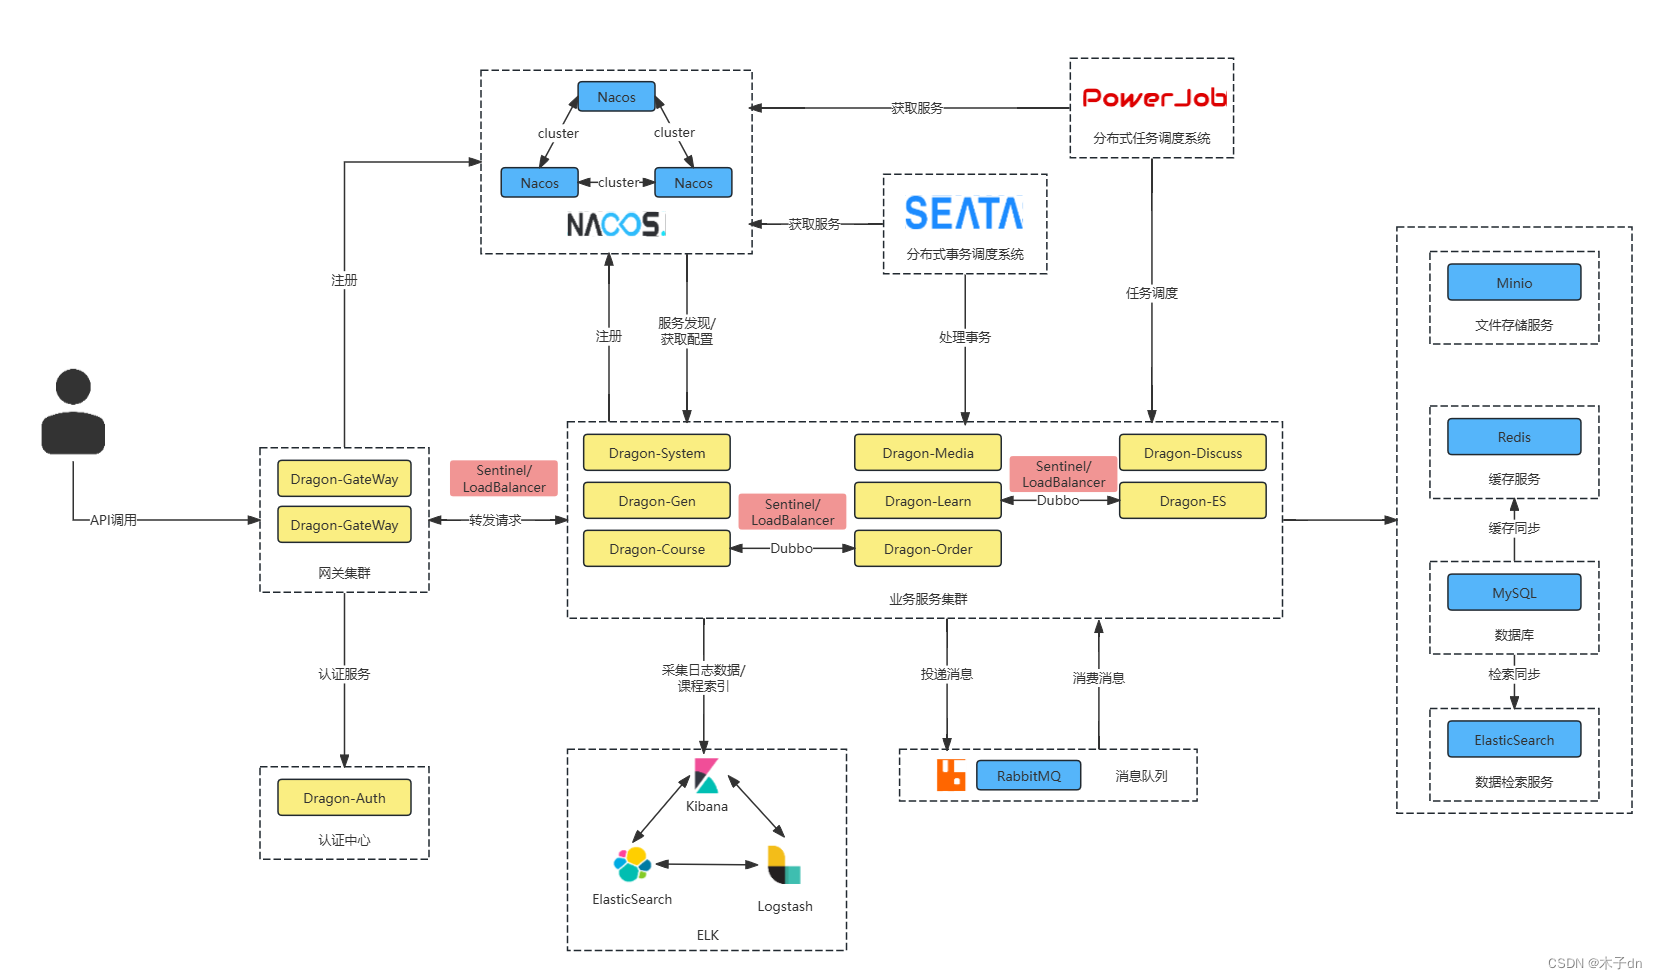 Nacos
cluster
cluster
Nacos
cluster
Nacos
NACOS.
获取服务
PowerJob
分布式任务调度系统
获取服务
SEATA
分布式事务调度系统
注册
注册
服务发现/
获取配置
处理事务
任务调度
API调用
Dragon-GateWay
Dragon-GateWay
网关集群
Sentinel/
LoadBalancer
转发请求
Dragon-System
Dragon-Gen
Dragon-Course
Sentinel/
LoadBalancer
Dubbo
Dragon-Media
Dragon-Learn
Dragon-Order
Sentinel/
LoadBalancer
Dubbo
Dragon-Discuss
Dragon-ES
业务服务集群
Minio
文件存储服务
Redis
缓存服务
缓存同步
MySQL
数据库
检索同步
ElasticSearch
数据检索服务
认证服务
Dragon-Auth
认证中心
采集日志数据/
课程索引
投递消息
消费消息
Kibana
ElasticSearch
Logstash
ELK
RabbitMQ
消息队列
CSDN @木子dn